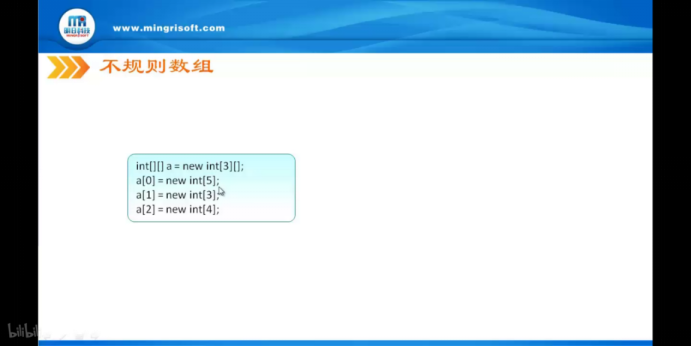 www.mingrisoft.com
不规则数组
int[][] a = new int[3][];
a[0] = new int[5];
a[1] = new int[3];
a[2] = new int[4];